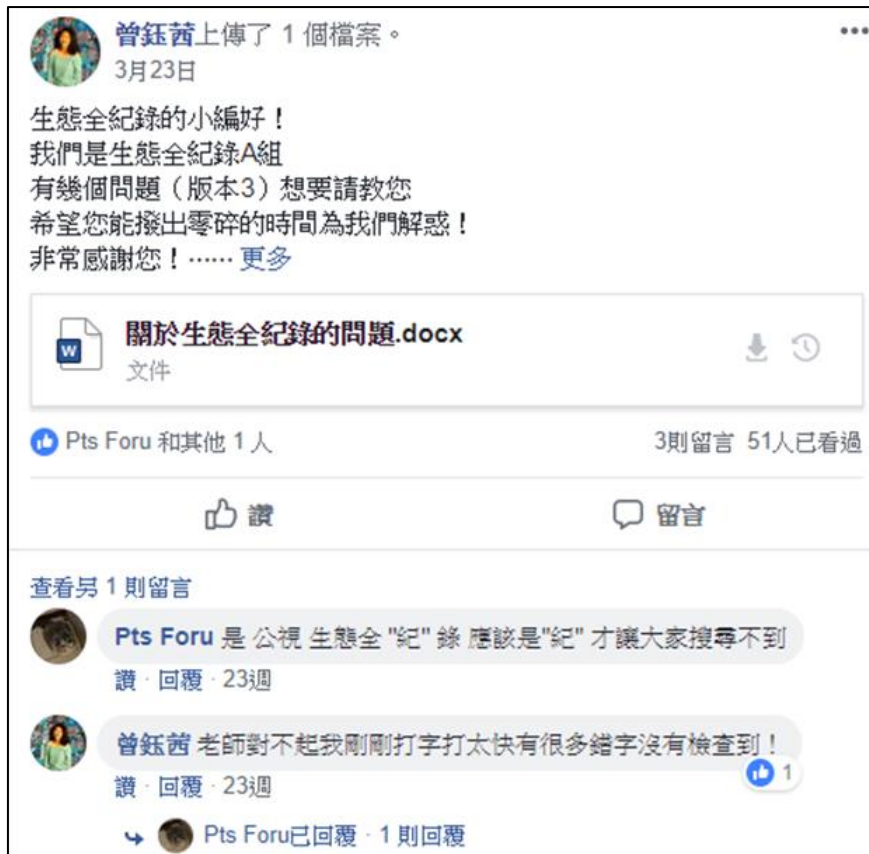 曾鈺茜上傳了 1 個檔案。
3月23日
生態全紀錄的小編好！
我們是生態全紀錄A組
有幾個問題（版本3）想要請教您
希望您能撥出零碎的時間為我們解惑！
非常感謝您！…… 更多
W
關於生態全紀錄的問題.docx
文件
Pts Foru 和其他 1 人
3則留言 51人已看過
讚
留言
查看另 1 則留言
Pts Foru 是 公視 生態全 "紀" 錄 應該是"紀" 才讓大家搜尋不到
讚 · 回覆 · 23週
曾鈺茜 老師對不起我剛剛打字打太快有很多錯字沒有檢查到！
1
讚 · 回覆 · 23週
Pts Foru已回覆 · 1 則回覆